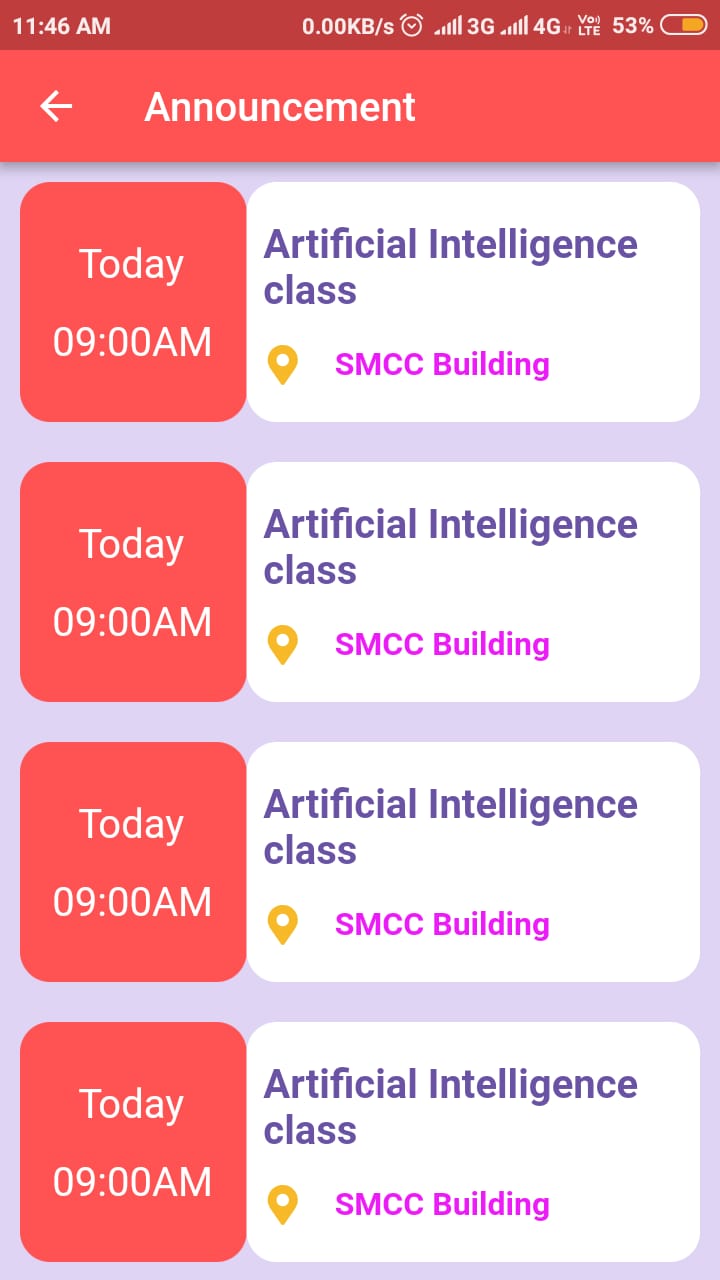 11:46 AM 0.00KB/s 3G 4G VoLTE 53%
Announcement
Today
09:00AM
Artificial Intelligence
class
SMCC Building
Today
09:00AM
Artificial Intelligence
class
SMCC Building
Today
09:00AM
Artificial Intelligence
class
SMCC Building
Today
09:00AM
Artificial Intelligence
class
SMCC Building